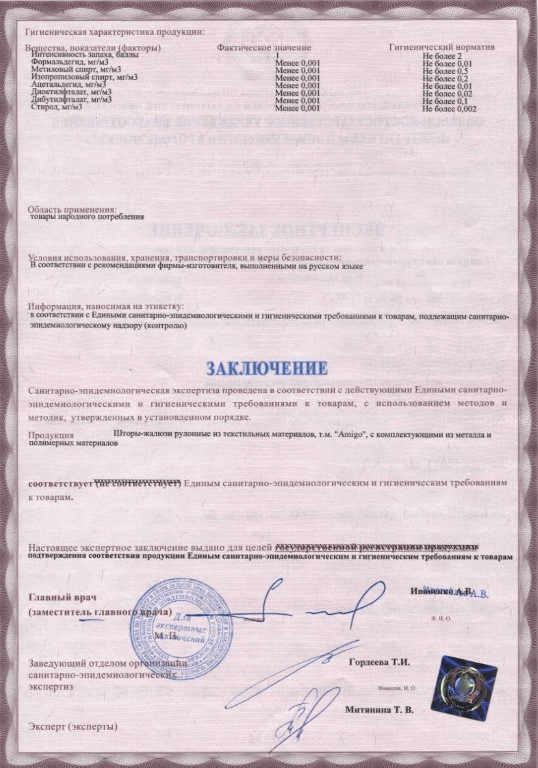 Гигиеническая характеристика продукции:
Вещества, показатели (факторы) Фактическое значение Гигиенический норматив
Интенсивность запаха, баллы 1 Не более 2
Формальдегид, мг/м3 Менее 0,001 Не более 0,01
Метиловый спирт, мг/м3 Менее 0,001 Не более 0,5
Изопропиловый спирт, мг/м3 Менее 0,001 Не более 0,2
Ацетальдегид, мг/м3 Менее 0,001 Не более 0,01
Диоктилфталат, мг/м3 Менее 0,001 Не более 0,02
Дибутилфталат, мг/м3 Менее 0,001 Не более 0,1
Стирол, мг/м3 Менее 0,001 Не более 0,002
Область применения:
товары народного потребления
Условия использования, хранения, транспортировки и меры безопасности:
В соответствии с рекомендациями фирмы-изготовителя, выполненными на русском языке
Информация, наносимая на этикетку:
в соответствии с Едиными санитарно-эпидемиологическими и гигиеническими требованиями к товарам, подлежащим санитарно-
эпидемиологическому надзору (контролю)
ЗАКЛЮЧЕНИЕ
Санитарно-эпидемиологическая экспертиза проведена в соответствии с действующими Едиными санитарно-
эпидемиологическими и гигиеническими требованиями к товарам, с использованием методов и
методик, утвержденных в установленном порядке.
Продукция Шторы-жалюзи рулонные из текстильных материалов, т.м. "Amigo", с комплектующими из металла и
полимерных материалов
соответствует (не соответствует) Единым санитарно-эпидемиологическим и гигиеническим требованиям
к товарам.
Настоящее экспертное заключение выдано для целей государственной регистрации продукции
подтверждения соответствия продукции Единым санитарно-эпидемиологическим и гигиеническим требованиям к товарам
Главный врач Иваненко А.В.
(заместитель главного врача) Ф. И. О.
Для
экспертных
заключений
М. П.
Заведующий отделом организации Гордеева Т.И.
санитарно-эпидемиологических
экспертиз Фамилия, И. О.
Митянина Т. В.
Эксперт (эксперты)